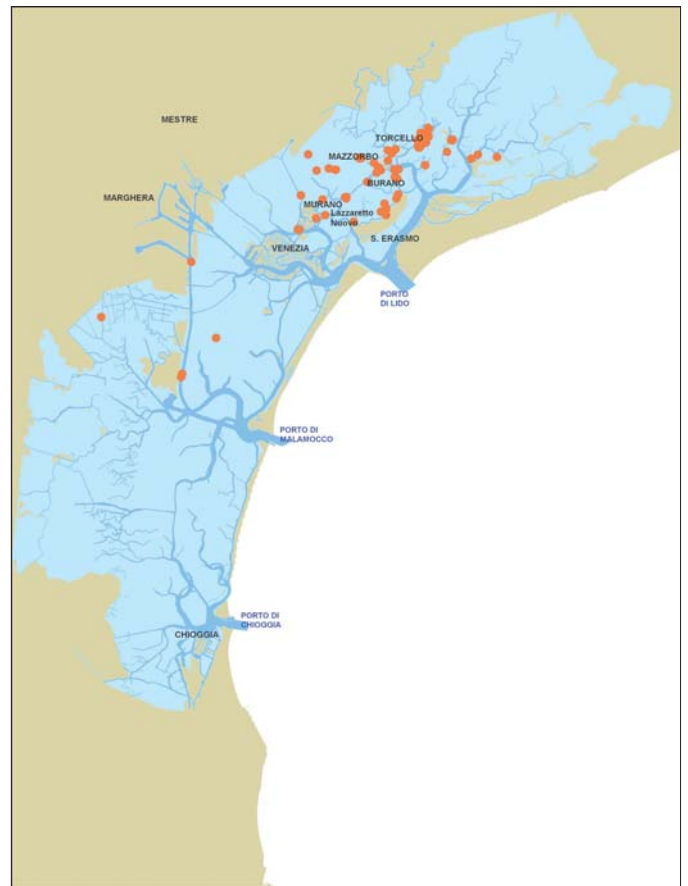 MESTRE
TORCELLO
MAZZORBO
BURANO
MARGHERA
MURANO
Lazzaretto
Nuovo
S. ERASMO
VENEZIA
PORTO
DI LIDO
PORTO DI
MALAMOCCO
PORTO DI
CHIOGGIA
CHIOGGIA